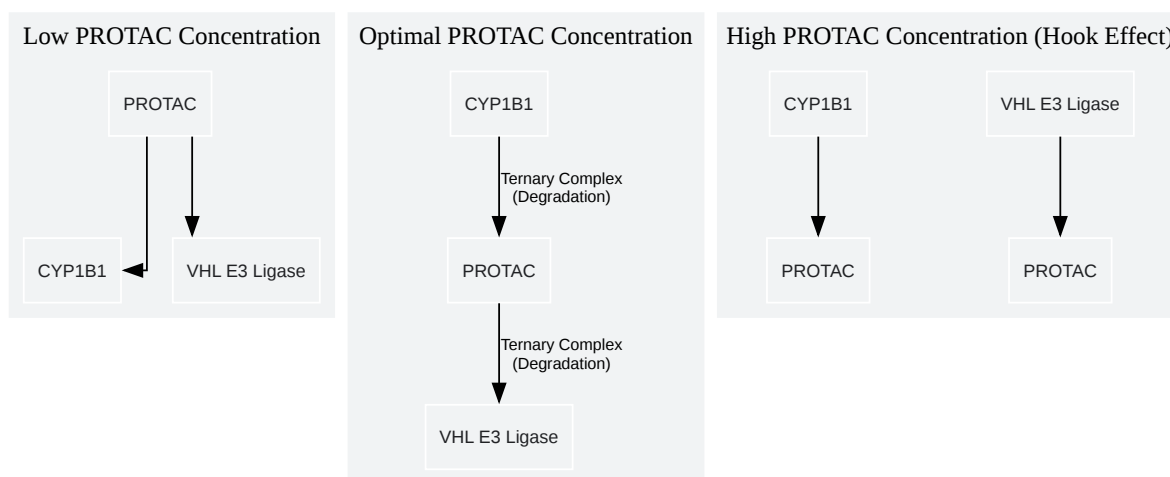 Low PROTAC Concentration
PROTAC
CYP1B1
VHL E3 Ligase
Optimal PROTAC Concentration
CYP1B1
Ternary Complex
(Degradation)
PROTAC
Ternary Complex
(Degradation)
VHL E3 Ligase
High PROTAC Concentration (Hook Effect)
CYP1B1
VHL E3 Ligase
PROTAC
PROTAC